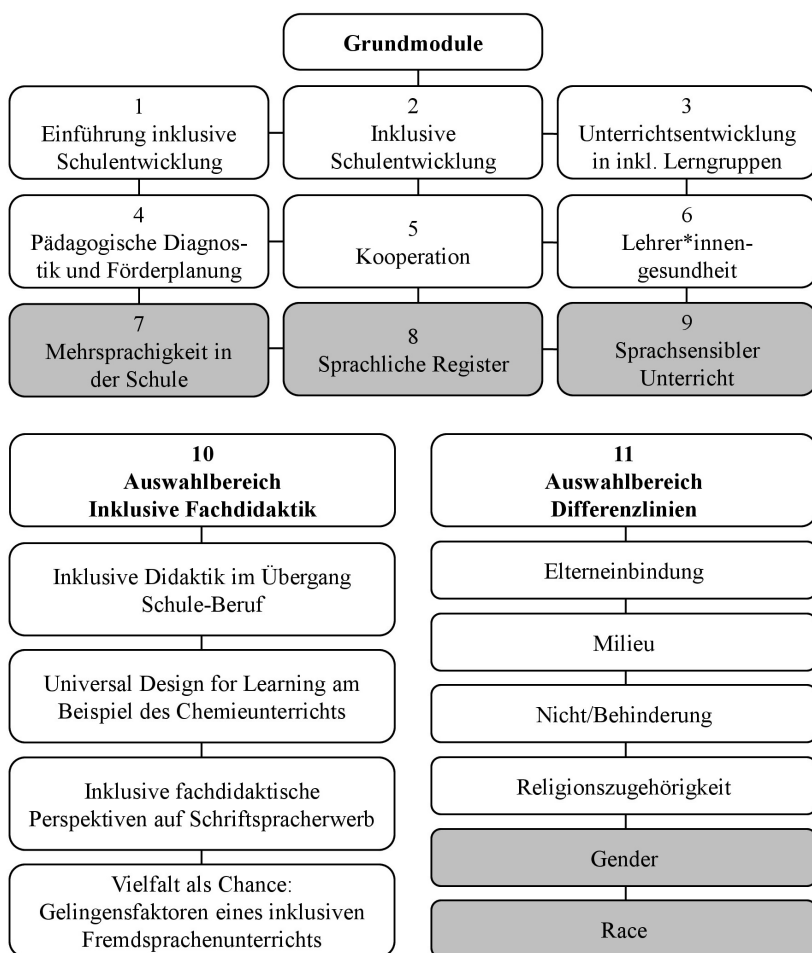 Grundmodule
1
Einführung inklusive
Schulentwicklung
2
Inklusive
Schulentwicklung
3
Unterrichtsentwicklung
in inkl. Lerngruppen
4
Pädagogische Diagnos-
tik und Förderplanung
5
Kooperation
6
Lehrer*innen-
gesundheit
7
Mehrsprachigkeit in
der Schule
8
Sprachliche Register
9
Sprachsensibler
Unterricht
10
Auswahlbereich
Inklusive Fachdidaktik
Inklusive Didaktik im Übergang
Schule-Beruf
Universal Design for Learning am
Beispiel des Chemieunterrichts
Inklusive fachdidaktische
Perspektiven auf Schriftspracherwerb
Vielfalt als Chance:
Gelingensfaktoren eines inklusiven
Fremdsprachenunterrichts
11
Auswahlbereich
Differenzlinien
Elterneinbindung
Milieu
Nicht/Behinderung
Religionszugehörigkeit
Gender
Race